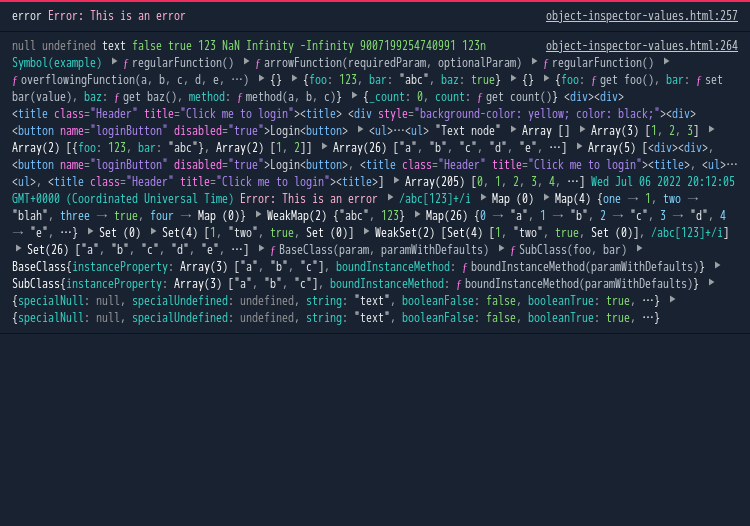 error Error: This is an error object-inspector-values.html:257
null undefined text false true 123 NaN Infinity -Infinity 9007199254740991 123n object-inspector-values.html:264
Symbol(example) ▶ ƒ regularFunction() ▶ ƒ arrowFunction(requiredParam, optionalParam) ▶ ƒ regularFunction() ▶
ƒ overflowingFunction(a, b, c, d, e, …) ▶ {} ▶ {foo: 123, bar: "abc", baz: true} ▶ {} ▶ {foo: ƒ get foo(), bar: ƒ set
bar(value), baz: ƒ get baz(), method: ƒ method(a, b, c)} ▶ {_count: 0, count: ƒ get count()} <div><div>
<title class="Header" title="Click me to login"><title> <div style="background-color: yellow; color: black;"><div>
<button name="loginButton" disabled="true">Login<button> ▶ <ul>…<ul> "Text node" ▶ Array [] ▶ Array(3) [1, 2, 3] ▶
Array(2) [{foo: 123, bar: "abc"}, Array(2) [1, 2]] ▶ Array(26) ["a", "b", "c", "d", "e", …] ▶ Array(5) [<div><div>,
<button name="loginButton" disabled="true">Login<button>, <title class="Header" title="Click me to login"><title>, <ul>…
<ul>, <title class="Header" title="Click me to login"><title>] ▶ Array(205) [0, 1, 2, 3, 4, …] Wed Jul 06 2022 20:12:05
GMT+0000 (Coordinated Universal Time) Error: This is an error ▶ /abc[123]+/i ▶ Map (0) ▶ Map(4) {one → 1, two →
"blah", three → true, four → Map (0)} ▶ WeakMap(2) {"abc", 123} ▶ Map(26) {0 → "a", 1 → "b", 2 → "c", 3 → "d", 4
→ "e", …} ▶ Set (0) ▶ Set(4) [1, "two", true, Set (0)] ▶ WeakSet(2) [Set(4) [1, "two", true, Set (0)], /abc[123]+/i]
▶ Set(26) ["a", "b", "c", "d", "e", …] ▶ ƒ BaseClass(param, paramWithDefaults) ▶ ƒ SubClass(foo, bar) ▶
BaseClass{instanceProperty: Array(3) ["a", "b", "c"], boundInstanceMethod: ƒ boundInstanceMethod(paramWithDefaults)} ▶
SubClass{instanceProperty: Array(3) ["a", "b", "c"], boundInstanceMethod: ƒ boundInstanceMethod(paramWithDefaults)} ▶
{specialNull: null, specialUndefined: undefined, string: "text", booleanFalse: false, booleanTrue: true, …} ▶
{specialNull: null, specialUndefined: undefined, string: "text", booleanFalse: false, booleanTrue: true, …}